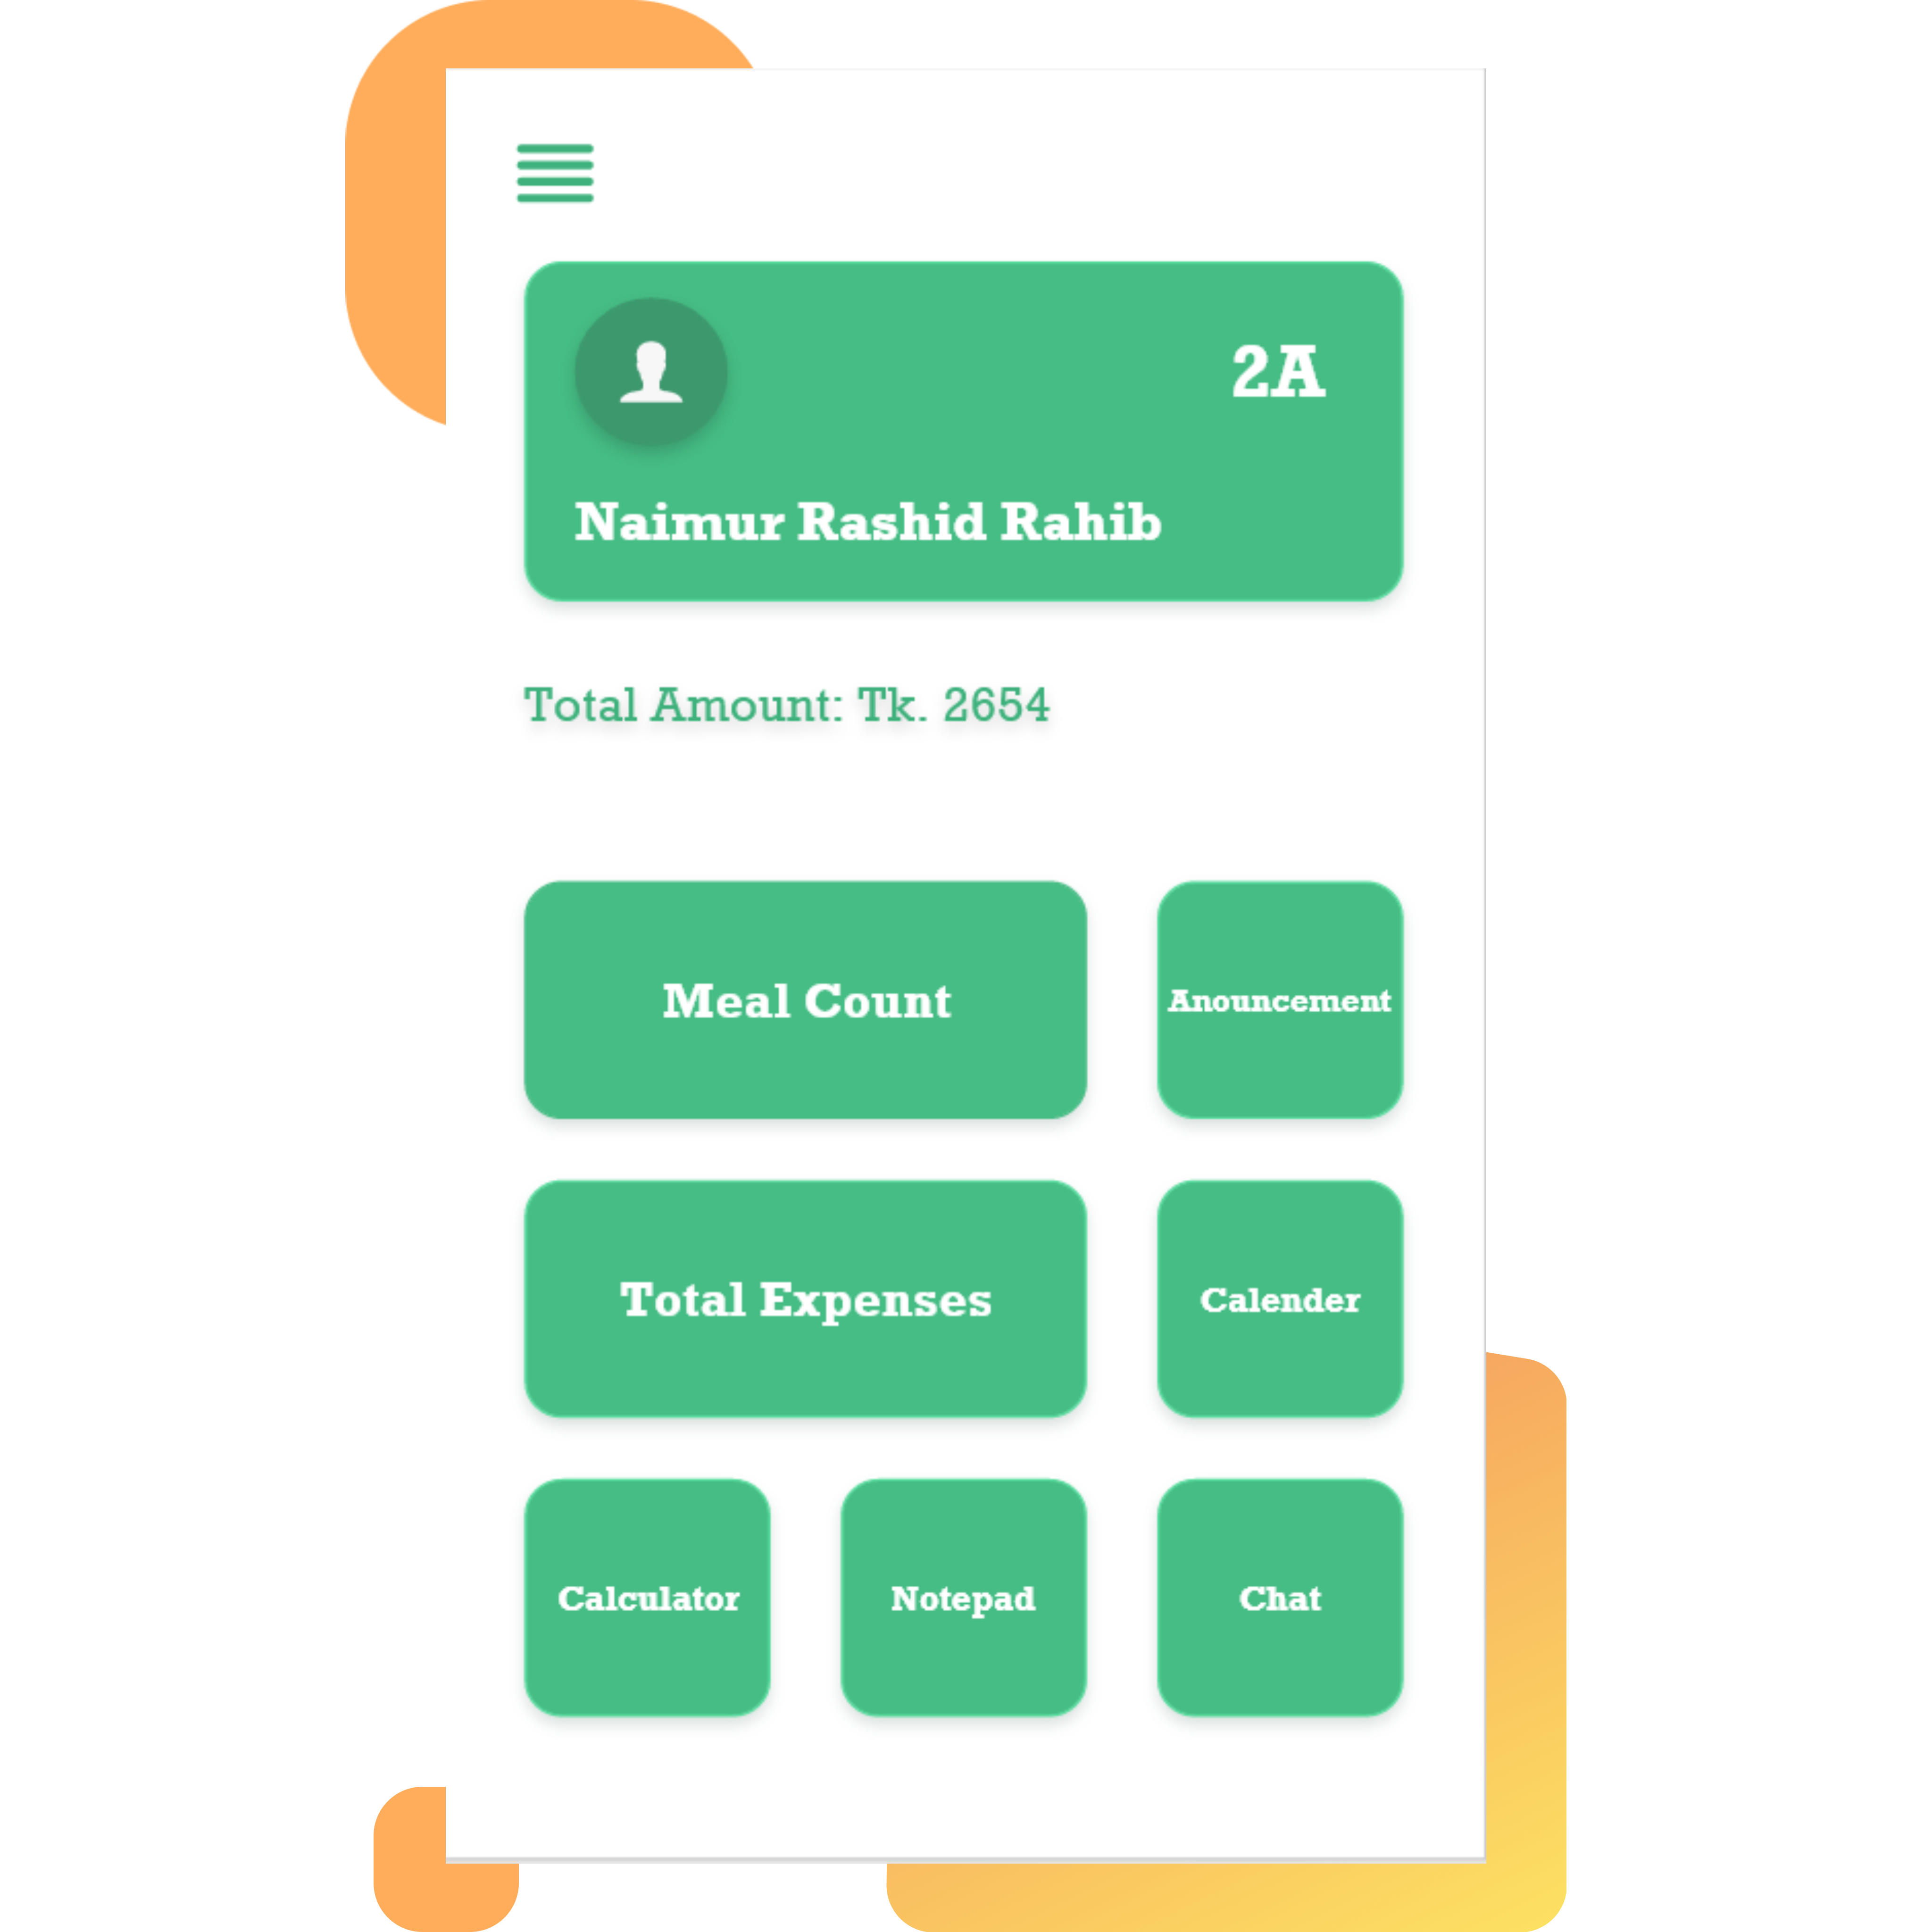 2A
Naimur Rashid Rahib
Total Amount: Tk. 2654
Meal Count
Anouncement
Total Expenses
Calender
Calculator
Notepad
Chat